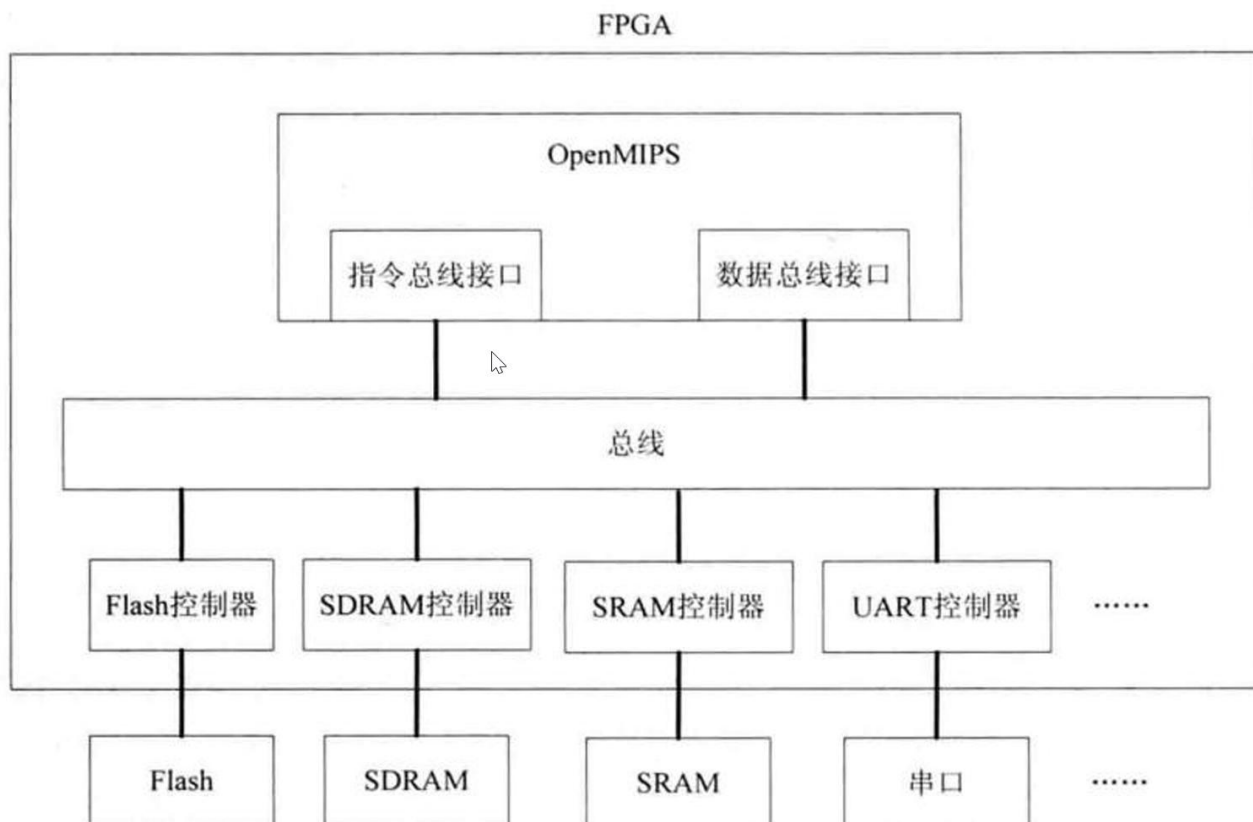 FPGA
OpenMIPS
指令总线接口
数据总线接口
总线
Flash控制器
SDRAM控制器
SRAM控制器
UART控制器
……
Flash
SDRAM
SRAM
串口
……